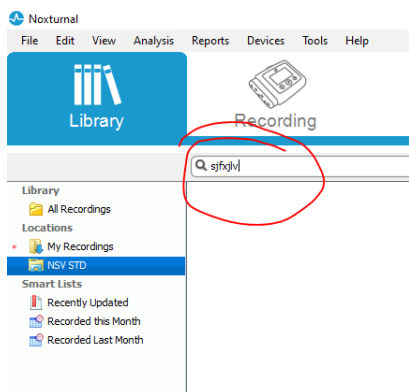 Noxturnal
File Edit View Analysis Reports Devices Tools Help
Library Recording
sjfxjlv
Library
All Recordings
Locations
My Recordings
NSV STD
Smart Lists
Recently Updated
Recorded this Month
Recorded Last Month